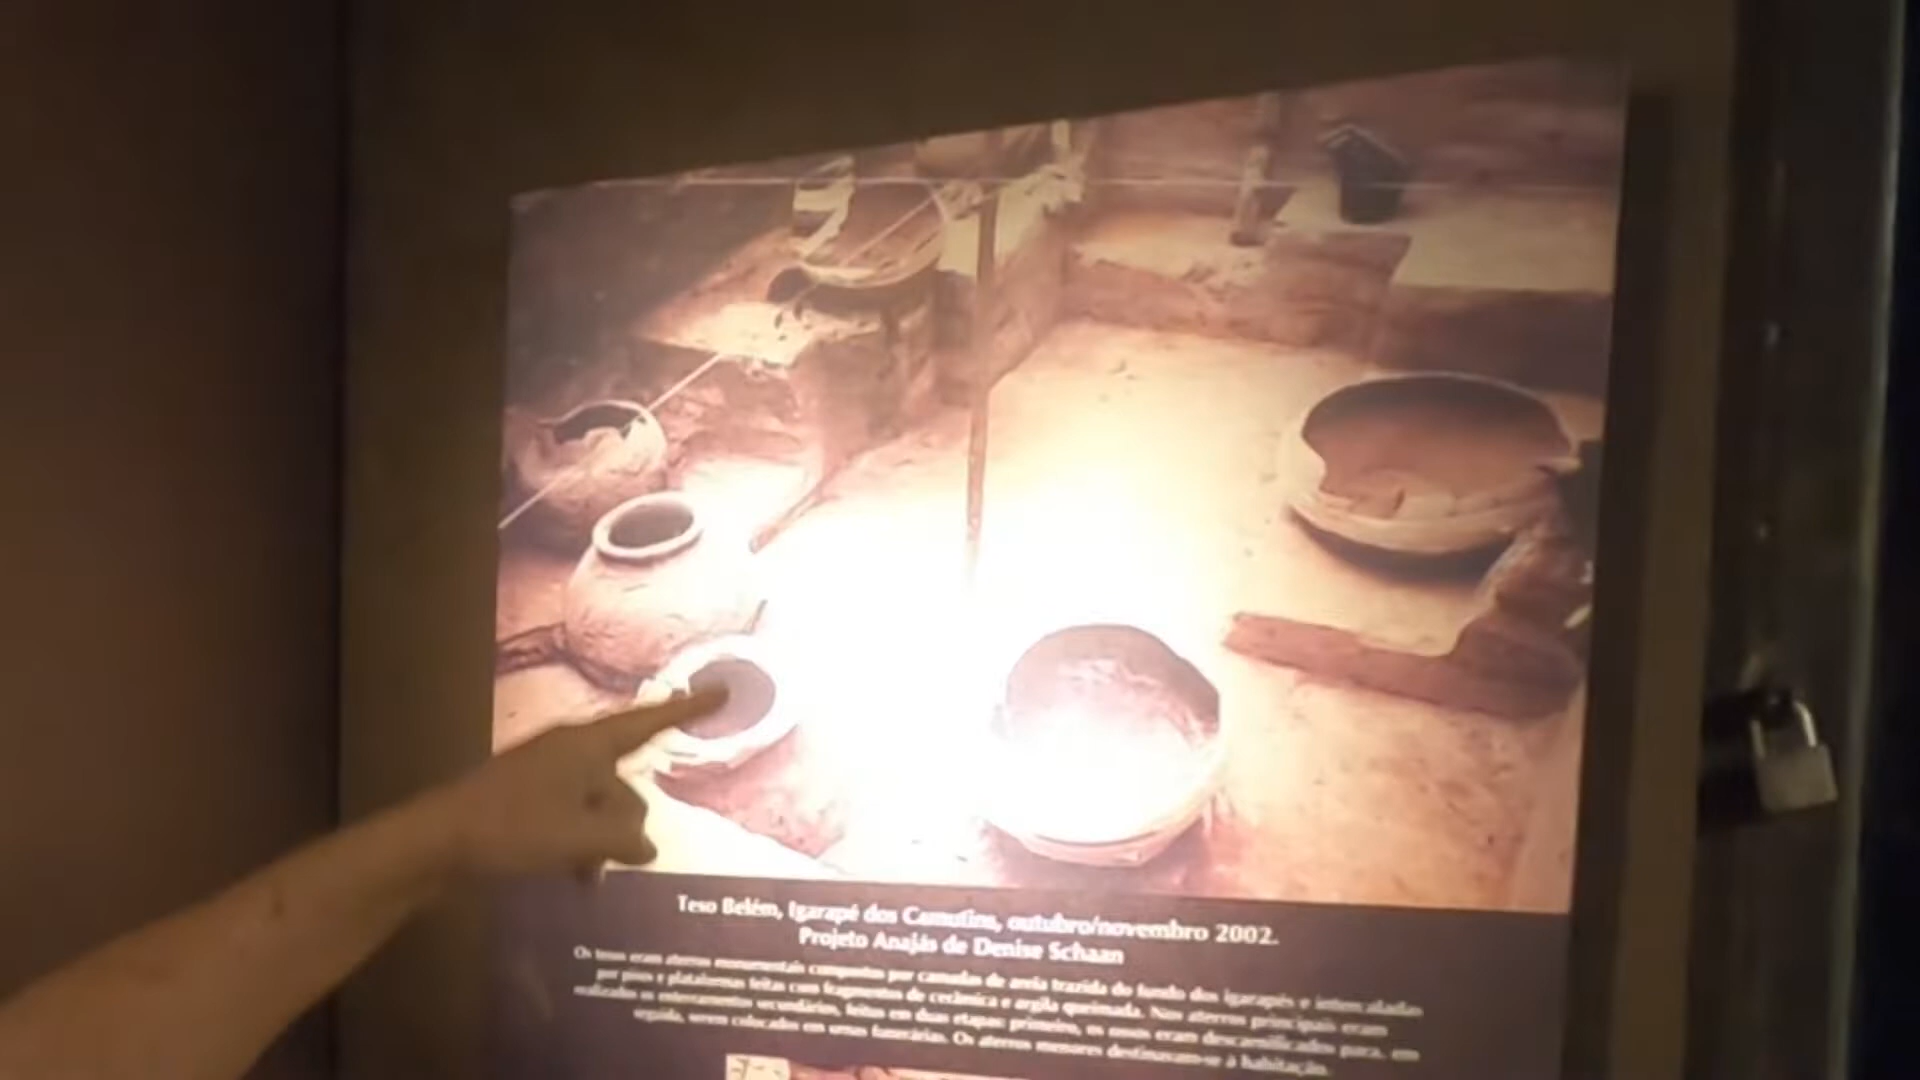 Teso Belém, Igarapé dos Camutins, outubro/novembro 2002.
Projeto Anajás de Denise Schaan
Os tesos eram aterros monumentais compostos por camadas de areia trazida do fundo dos igarapés e intercaladas
por pisos e plataformas feitas com fragmentos de cerâmica e argila queimada. Nos aterros principais eram
realizados os enterramentos secundários, feitos em duas etapas: primeiro, os ossos eram descarnificados para, em
seguida, serem colocados em urnas funerárias. Os aterros menores destinavam-se à habitação.